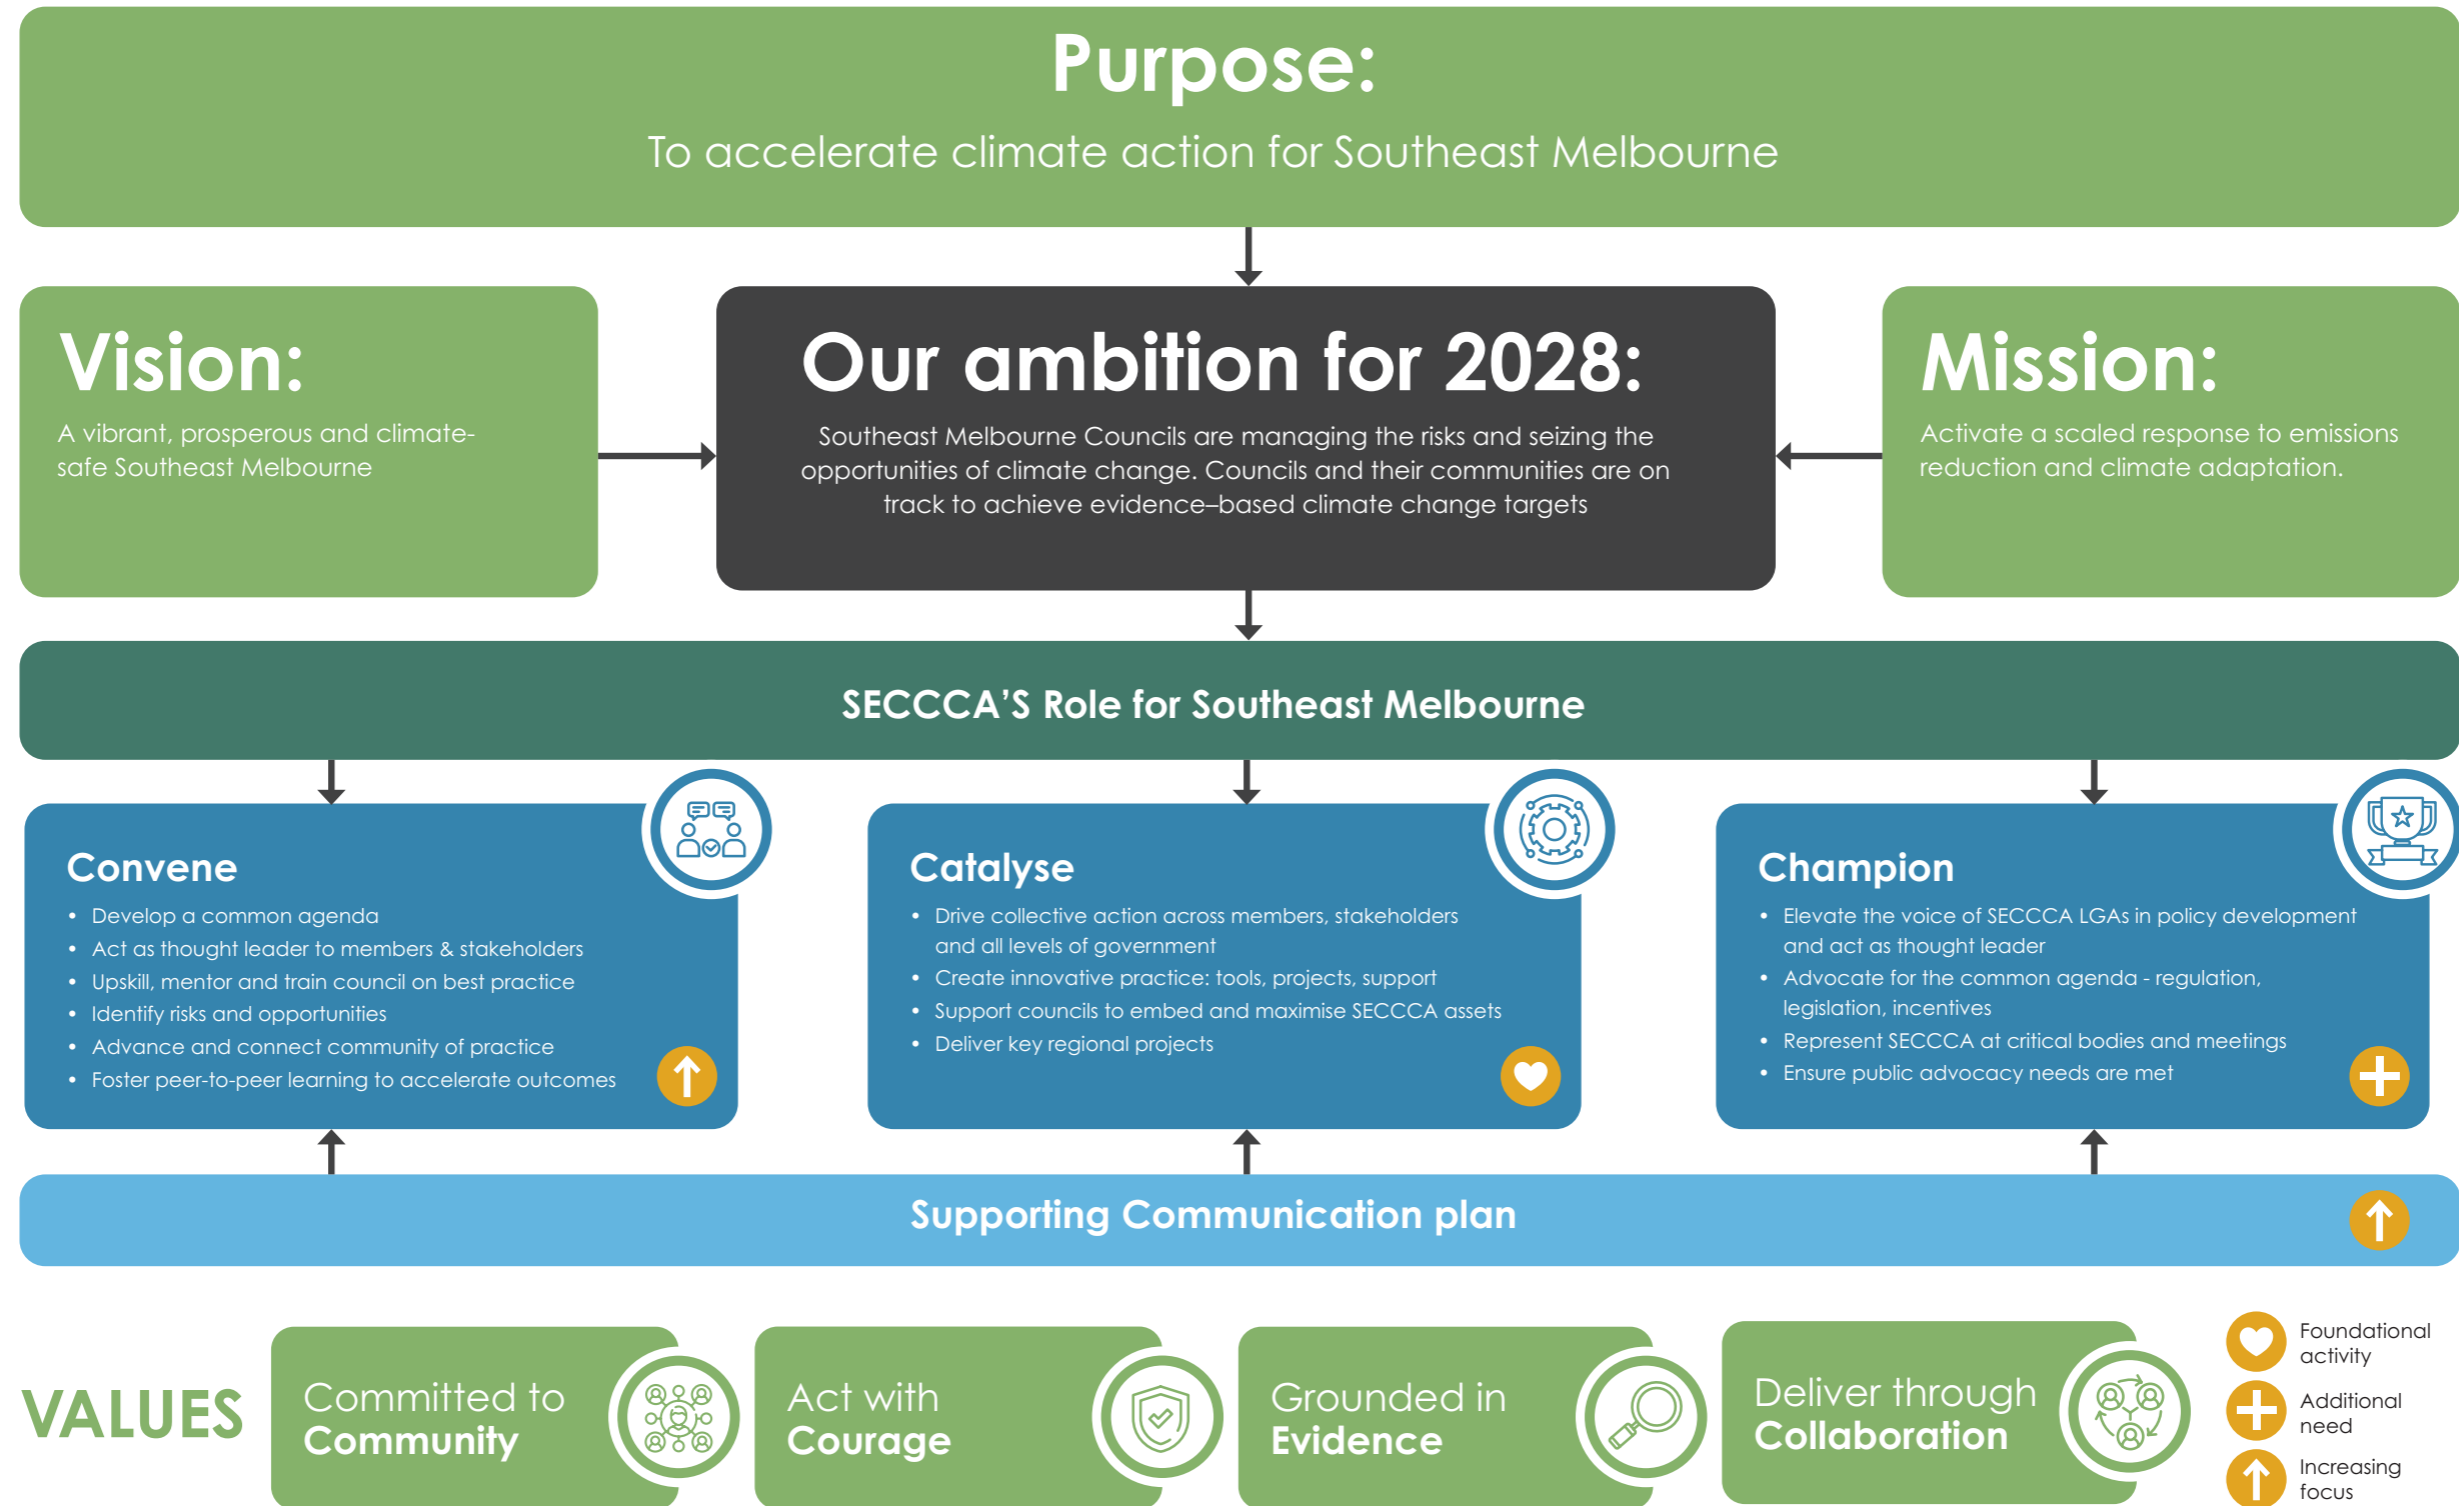 Purpose:
To accelerate climate action for Southeast Melbourne
Vision:
A vibrant, prosperous and climate-
safe Southeast Melbourne
Our ambition for 2028:
Southeast Melbourne Councils are managing the risks and seizing the
opportunities of climate change. Councils and their communities are on
track to achieve evidence–based climate change targets
Mission:
Activate a scaled response to emissions
reduction and climate adaptation.
SECCCA'S Role for Southeast Melbourne
Convene
• Develop a common agenda
• Act as thought leader to members & stakeholders
• Upskill, mentor and train council on best practice
• Identify risks and opportunities
• Advance and connect community of practice
• Foster peer-to-peer learning to accelerate outcomes
Catalyse
• Drive collective action across members, stakeholders
and all levels of government
• Create innovative practice: tools, projects, support
• Support councils to embed and maximise SECCCA assets
• Deliver key regional projects
Champion
• Elevate the voice of SECCCA LGAs in policy development
and act as thought leader
• Advocate for the common agenda - regulation,
legislation, incentives
• Represent SECCCA at critical bodies and meetings
• Ensure public advocacy needs are met
Supporting Communication plan
VALUES
Committed to
Community
Act with
Courage
Grounded in
Evidence
Deliver through
Collaboration
Foundational
activity
Additional
need
Increasing
focus